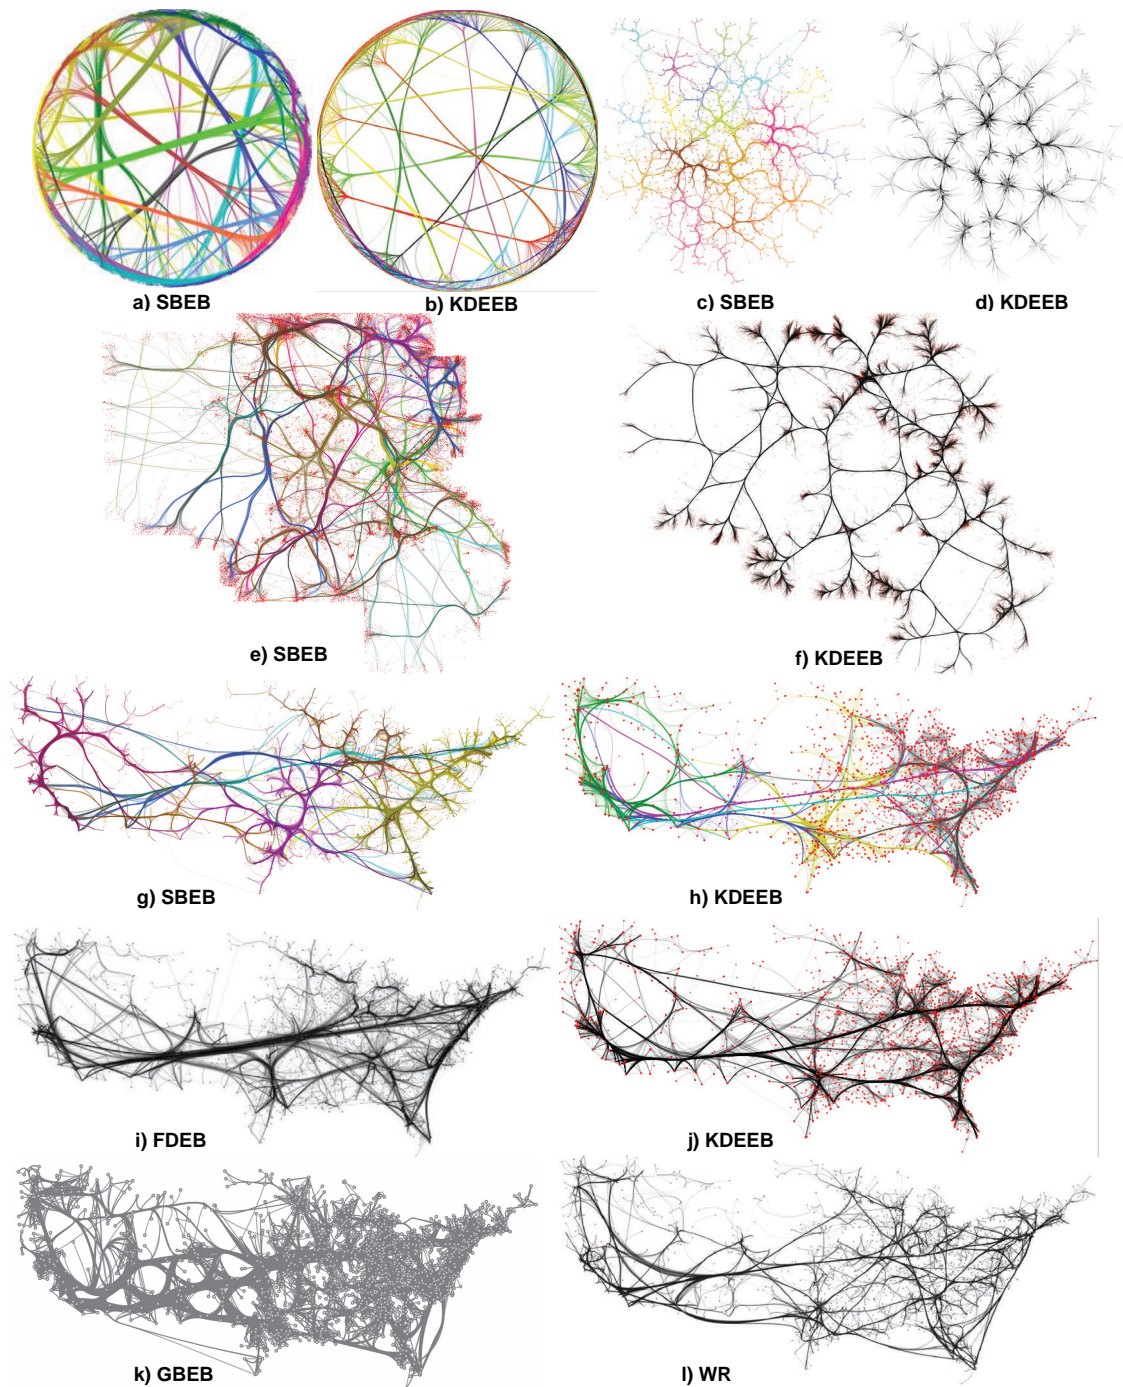 a) SBEB
b) KDEEB
c) SBEB
d) KDEEB
e) SBEB
f) KDEEB
g) SBEB
h) KDEEB
i) FDEB
j) KDEEB
k) GBEB
l) WR